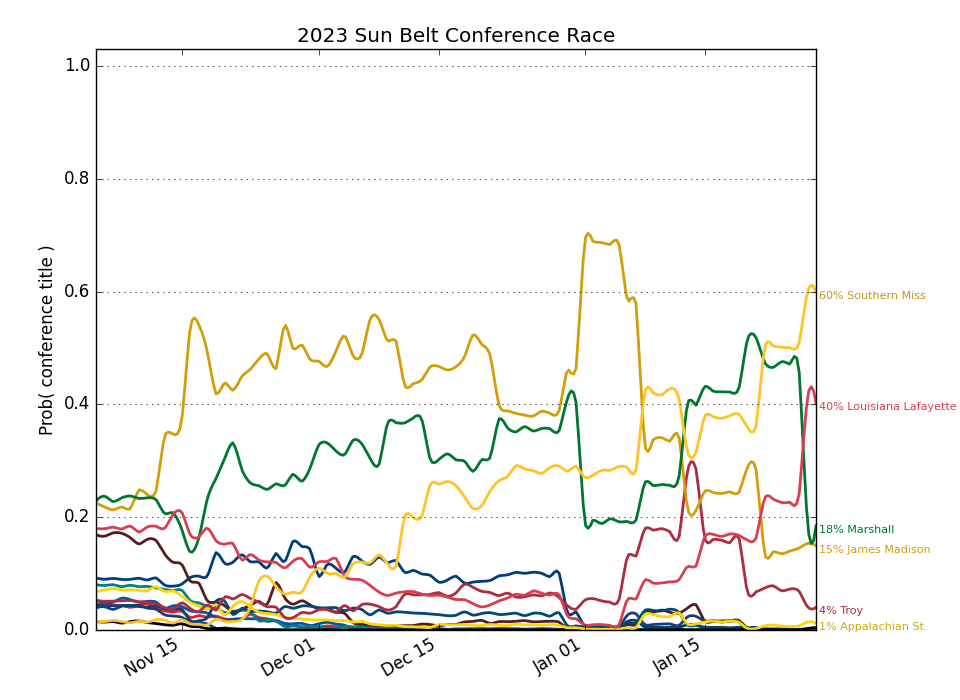 2023 Sun Belt Conference Race
Prob( conference title )
1.0
0.8
0.6
0.4
0.2
0.0
60% Southern Miss
40% Louisiana Lafayette
18% Marshall
15% James Madison
4% Troy
1% Appalachian St.
Nov 15
Dec 01
Dec 15
Jan 01
Jan 15